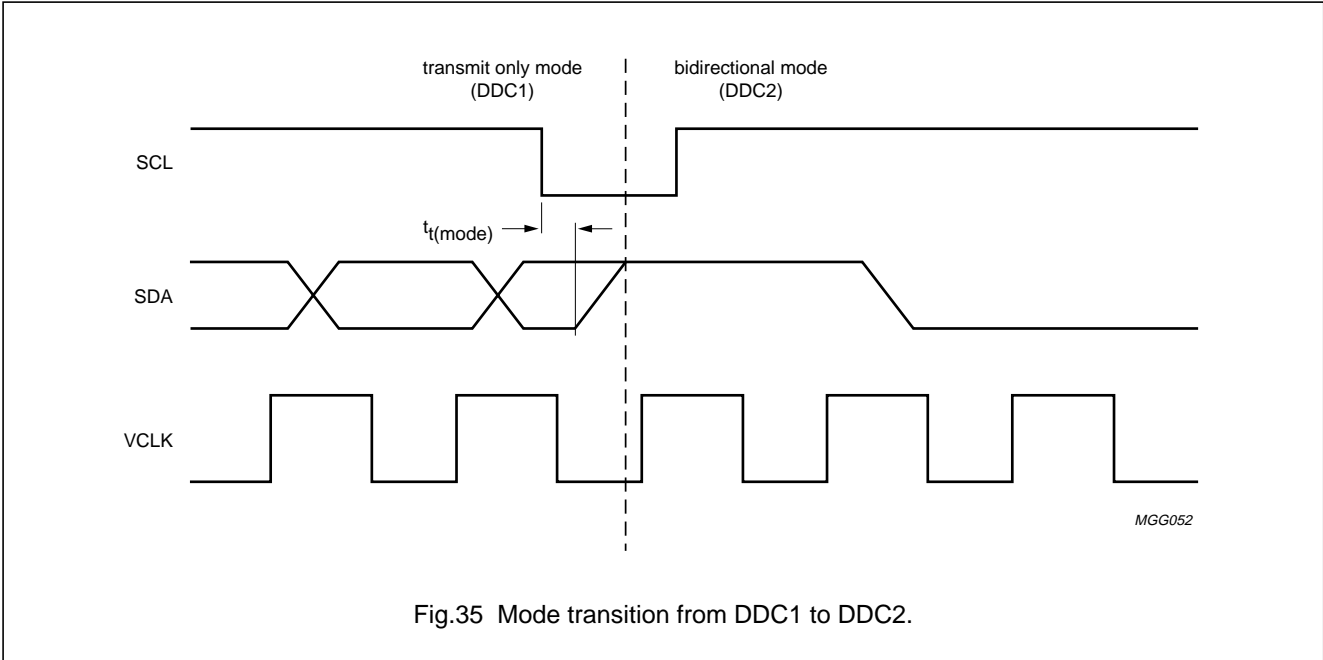 transmit only mode
(DDC1)
bidirectional mode
(DDC2)
SCL
tt(mode)
SDA
VCLK
MGG052
Fig.35 Mode transition from DDC1 to DDC2.